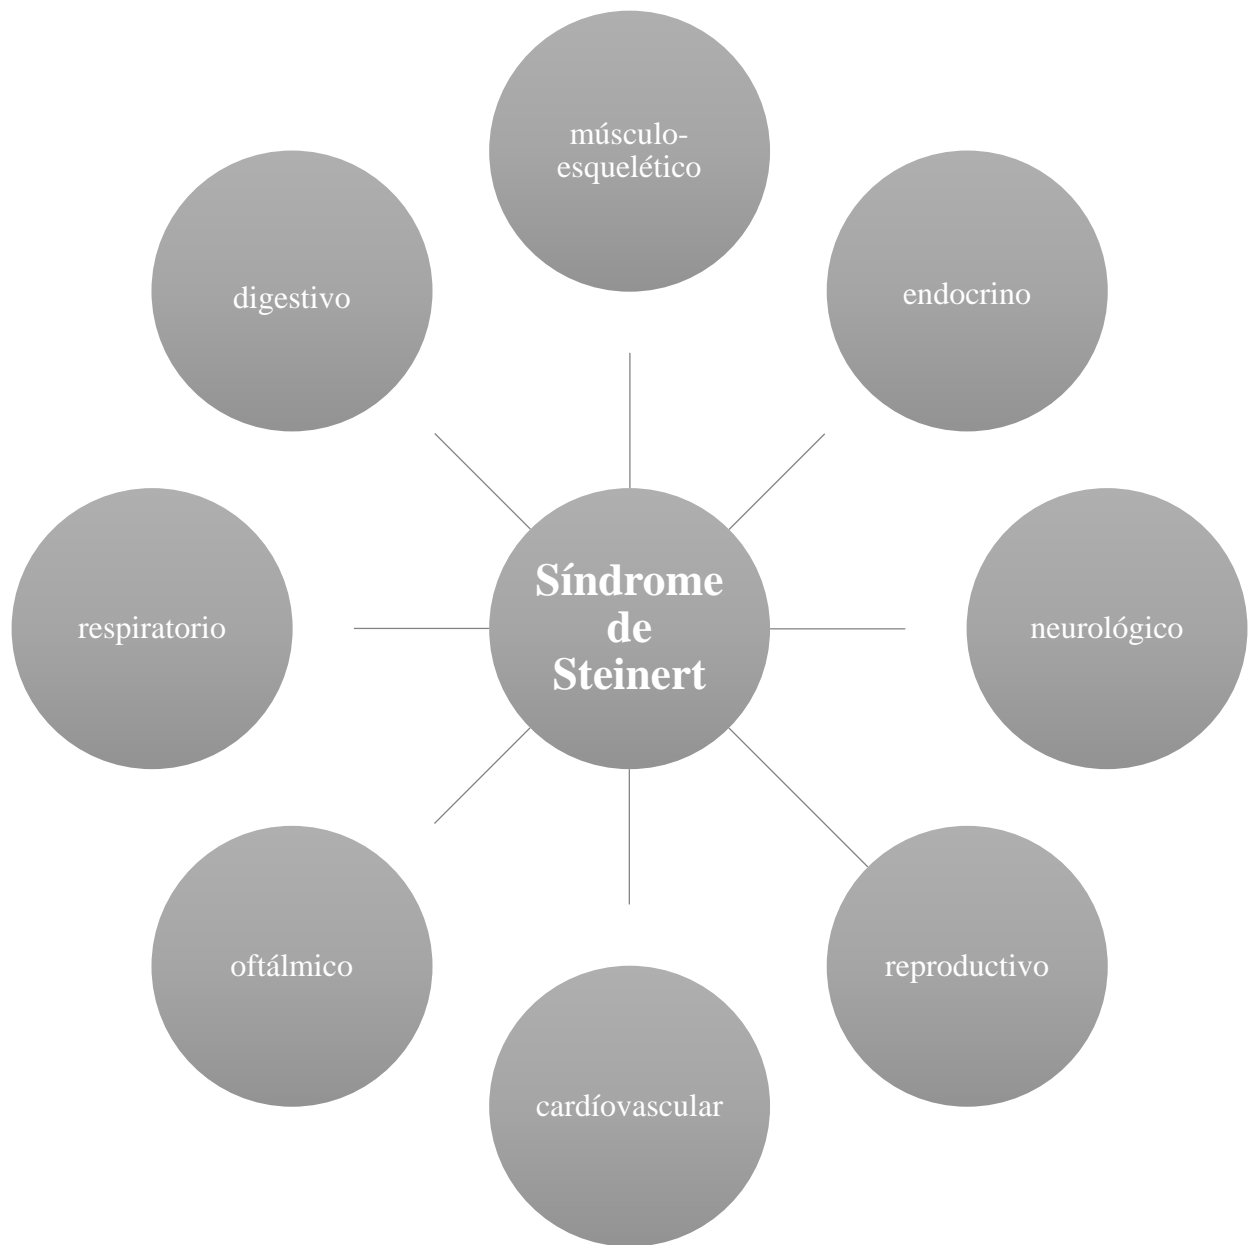 músculo-
esquelético
digestivo
endocrino
Síndrome
de
Steinert
respiratorio
neurológico
oftálmico
reproductivo
cardíovascular